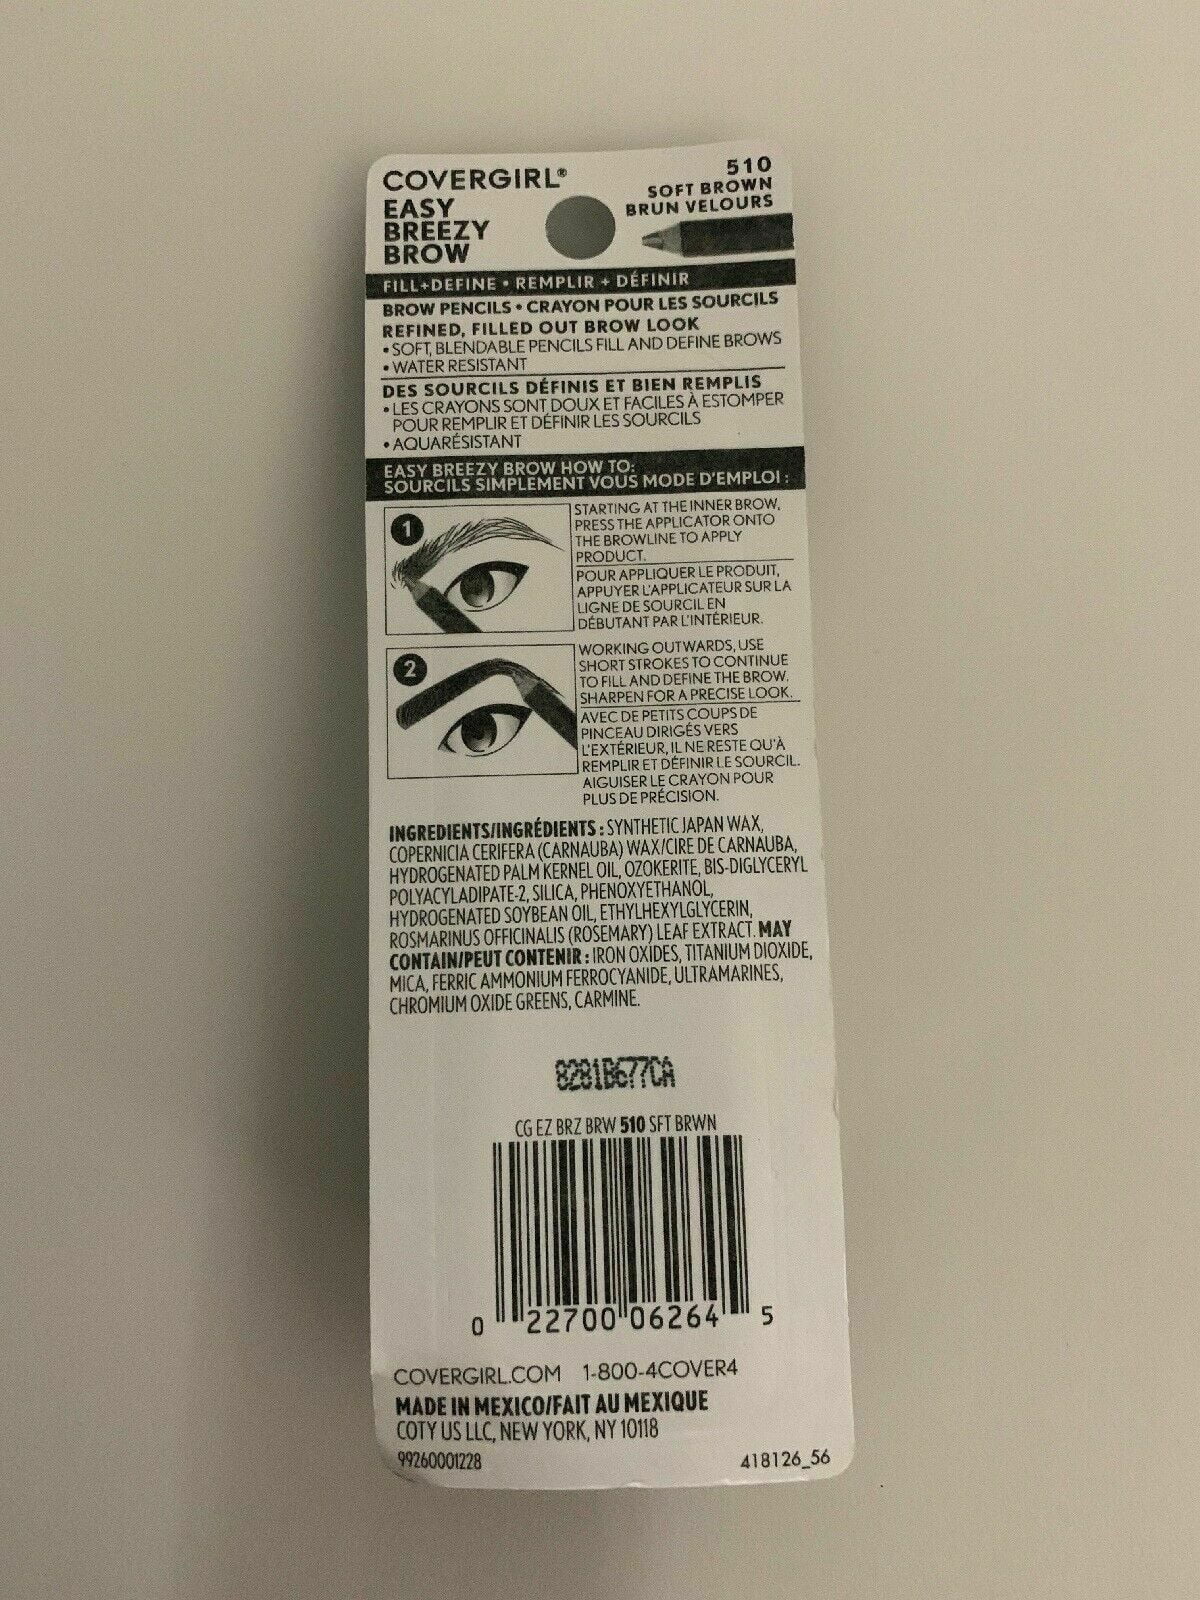 COVERGIRL®
EASY
BREEZY
BROW
510
SOFT BROWN
BRUN VELOURS
FILL+DEFINE • REMPLIR + DÉFINIR
BROW PENCILS • CRAYON POUR LES SOURCILS
REFINED, FILLED OUT BROW LOOK
• SOFT, BLENDABLE PENCILS FILL AND DEFINE BROWS
• WATER RESISTANT
DES SOURCILS DÉFINIS ET BIEN REMPLIS
• LES CRAYONS SONT DOUX ET FACILES À ESTOMPER
POUR REMPLIR ET DÉFINIR LES SOURCILS
• AQUARÉSISTANT
EASY BREEZY BROW HOW TO:
SOURCILS SIMPLEMENT VOUS MODE D'EMPLOI :
1
STARTING AT THE INNER BROW,
PRESS THE APPLICATOR ONTO
THE BROWLINE TO APPLY
PRODUCT.
POUR APPLIQUER LE PRODUIT,
APPUYER L'APPLICATEUR SUR LA
LIGNE DE SOURCIL EN
DÉBUTANT PAR L'INTÉRIEUR.
2
WORKING OUTWARDS, USE
SHORT STROKES TO CONTINUE
TO FILL AND DEFINE THE BROW.
SHARPEN FOR A PRECISE LOOK.
AVEC DE PETITS COUPS DE
PINCEAU DIRIGÉS VERS
L'EXTÉRIEUR, IL NE RESTE QU'À
REMPLIR ET DÉFINIR LE SOURCIL.
AIGUISER LE CRAYON POUR
PLUS DE PRÉCISION.
INGREDIENTS/INGRÉDIENTS : SYNTHETIC JAPAN WAX,
COPERNICIA CERIFERA (CARNAUBA) WAX/CIRE DE CARNAUBA,
HYDROGENATED PALM KERNEL OIL, OZOKERITE, BIS-DIGLYCERYL
POLYACYLADIPATE-2, SILICA, PHENOXYETHANOL,
HYDROGENATED SOYBEAN OIL, ETHYLHEXYLGLYCERIN,
ROSMARINUS OFFICINALIS (ROSEMARY) LEAF EXTRACT. MAY
CONTAIN/PEUT CONTENIR : IRON OXIDES, TITANIUM DIOXIDE,
MICA, FERRIC AMMONIUM FERROCYANIDE, ULTRAMARINES,
CHROMIUM OXIDE GREENS, CARMINE.
8281B677CA
CG EZ BRZ BRW 510 SFT BRWN
0 22700 06264 5
COVERGIRL.COM 1-800-4COVER4
MADE IN MEXICO/FAIT AU MEXIQUE
COTY US LLC, NEW YORK, NY 10118
99260001228
418126_56